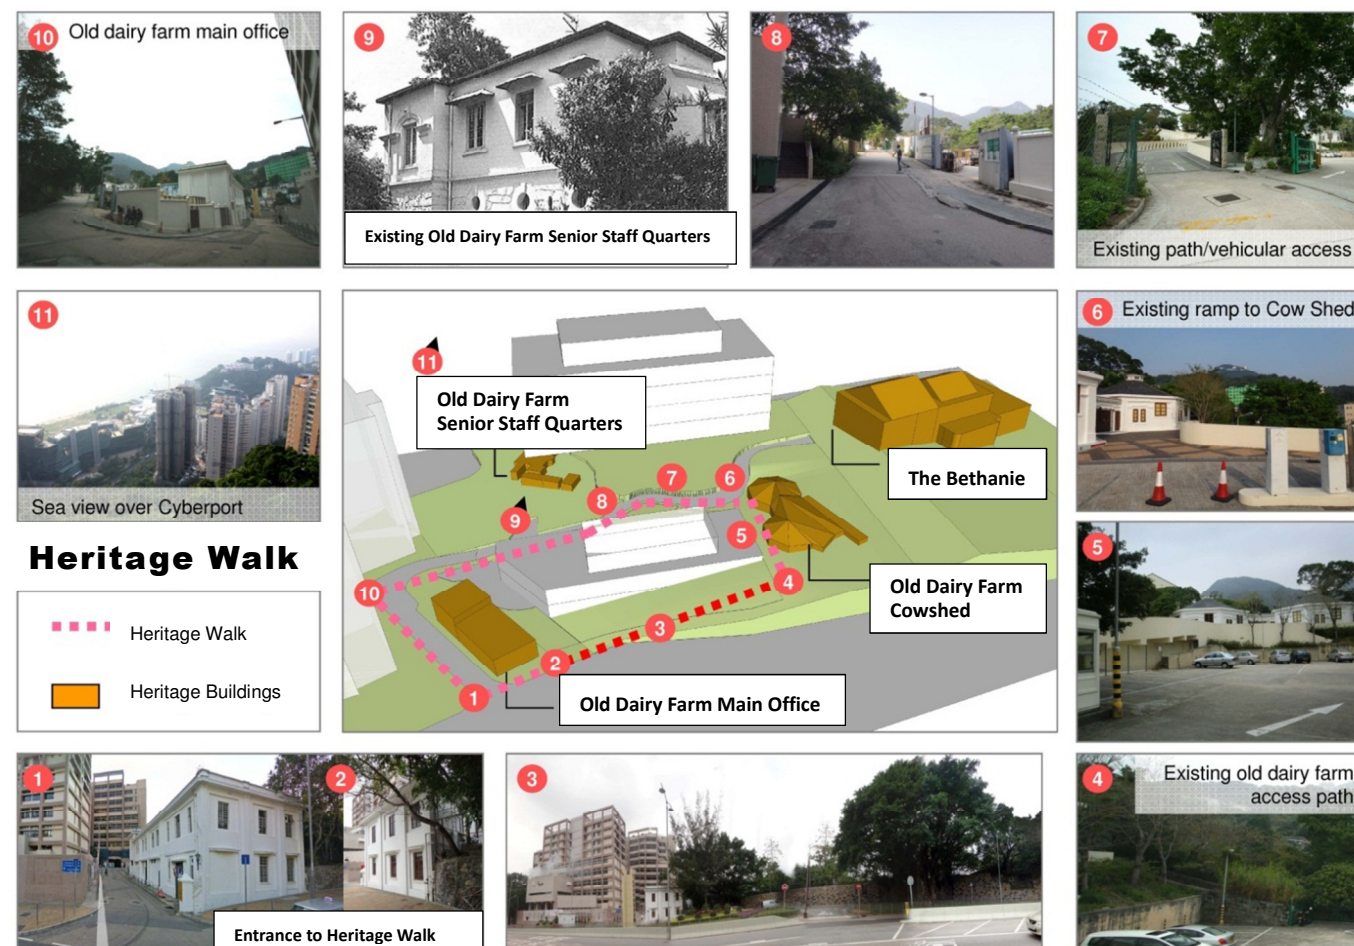 10
Old dairy farm main office
9
Existing Old Dairy Farm Senior Staff Quarters
8
7
Existing path/vehicular access
11
Sea view over Cyberport
Heritage Walk
Heritage Walk
Heritage Buildings
11
Old Dairy Farm
Senior Staff Quarters
The Bethanie
7
6
8
9
5
10
4
Old Dairy Farm
Cowshed
3
2
1
Old Dairy Farm Main Office
6
Existing ramp to Cow Shed
5
1
2
Entrance to Heritage Walk
3
4
Existing old dairy farm
access path